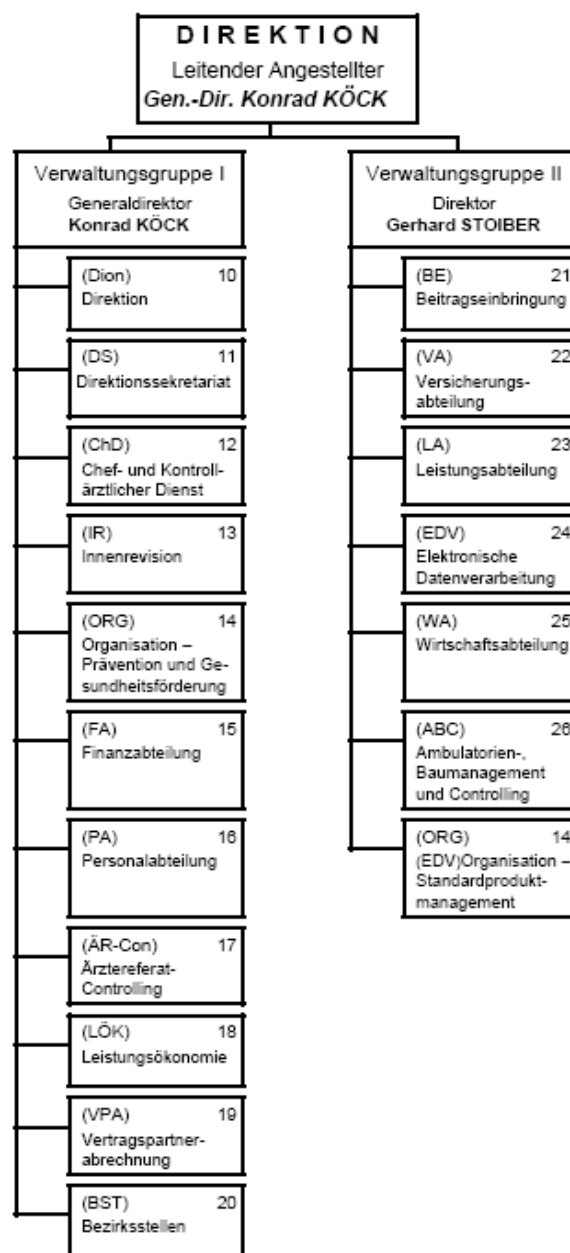 DIREKTION
Leitender Angestellter
Gen.-Dir. Konrad KÖCK
Verwaltungsgruppe I
Generaldirektor
Konrad KÖCK
(Dion) 10
Direktion
(DS) 11
Direktionssekretariat
(ChD) 12
Chef- und Kontroll-
ärztlicher Dienst
(IR) 13
Innenrevision
(ORG) 14
Organisation –
Prävention und Ge-
sundheitsförderung
(FA) 15
Finanzabteilung
(PA) 16
Personalabteilung
(ÄR-Con) 17
Ärztereferat-
Controlling
(LÖK) 18
Leistungsökonomie
(VPA) 19
Vertragspartner-
abrechnung
(BST) 20
Bezirksstellen
Verwaltungsgruppe II
Direktor
Gerhard STOIBER
(BE) 21
Beitragseinbringung
(VA) 22
Versicherungs-
abteilung
(LA) 23
Leistungsabteilung
(EDV) 24
Elektronische
Datenverarbeitung
(WA) 25
Wirtschaftsabteilung
(ABC) 26
Ambulatorien-,
Baumanagement
und Controlling
(ORG) 14
(EDV)Organisation –
Standardprodukt-
management